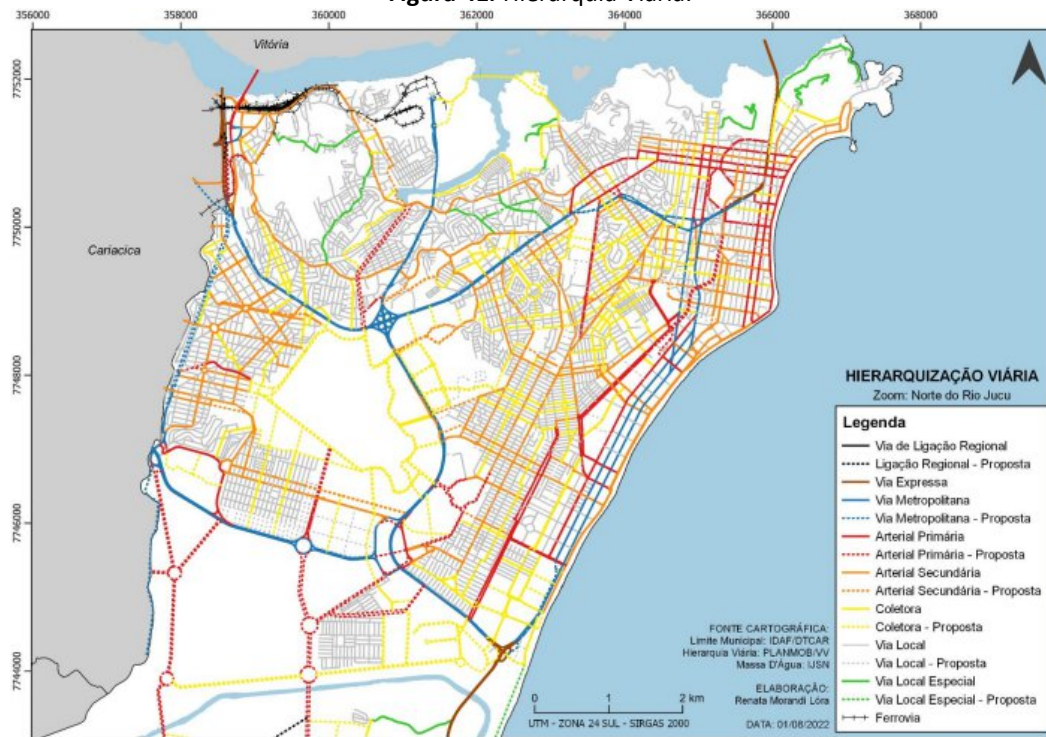 356000 358000 360000 362000 364000 366000 368000
7752000
7750000
7748000
7746000
7744000
Vitória
Cariacica
HIERARQUIZAÇÃO VIÁRIA
Zoom: Norte do Rio Jucu
Legenda
Via de Ligação Regional
Ligação Regional - Proposta
Via Expressa
Via Metropolitana
Via Metropolitana - Proposta
Arterial Primária
Arterial Primária - Proposta
Arterial Secundária
Arterial Secundária - Proposta
Coletora
Coletora - Proposta
Via Local
Via Local - Proposta
Via Local Especial
Via Local Especial - Proposta
Ferrovia
FONTE CARTOGRÁFICA:
Limite Municipal: IDAF/DTCAR
Hierarquia Viária: PLANMOB/VV
Massa D'Água: IJSN
ELABORAÇÃO:
Renata Morandi Lóra
DATA: 01/08/2022
0 1 2 km
UTM - ZONA 24 SUL - SIRGAS 2000